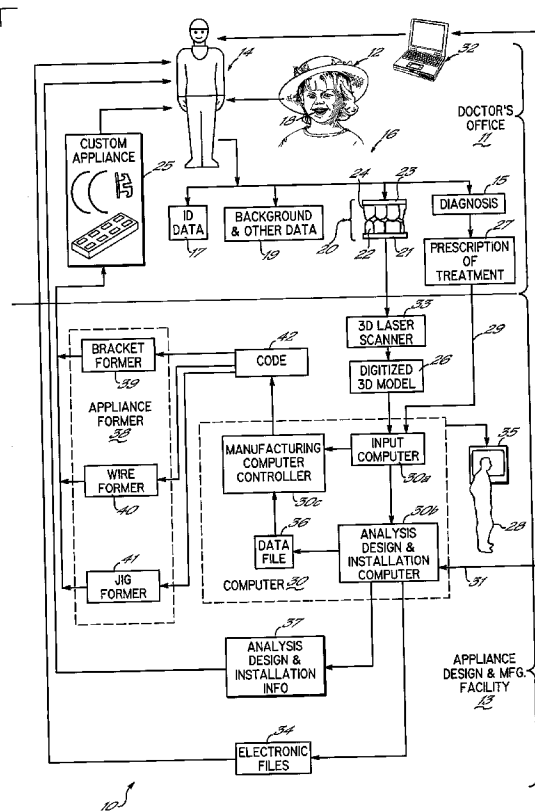 14
12
32
18
16
DOCTOR'S
OFFICE
11
CUSTOM
APPLIANCE
25
24
23
20
22
21
15
DIAGNOSIS
27
ID
DATA
17
BACKGROUND
& OTHER DATA
19
PRESCRIPTION
OF
TREATMENT
29
33
3D LASER
SCANNER
42
CODE
26
DIGITIZED
3D MODEL
BRACKET
FORMER
39
APPLIANCE
FORMER
38
MANUFACTURING
COMPUTER
CONTROLLER
30c
INPUT
COMPUTER
30a
35
28
WIRE
FORMER
40
36
DATA
FILE
30b
ANALYSIS
DESIGN &
INSTALLATION
COMPUTER
COMPUTER 30
31
41
JIG
FORMER
37
ANALYSIS
DESIGN &
INSTALLATION
INFO
APPLIANCE
DESIGN & MFG.
FACILITY
13
34
ELECTRONIC
FILES
10